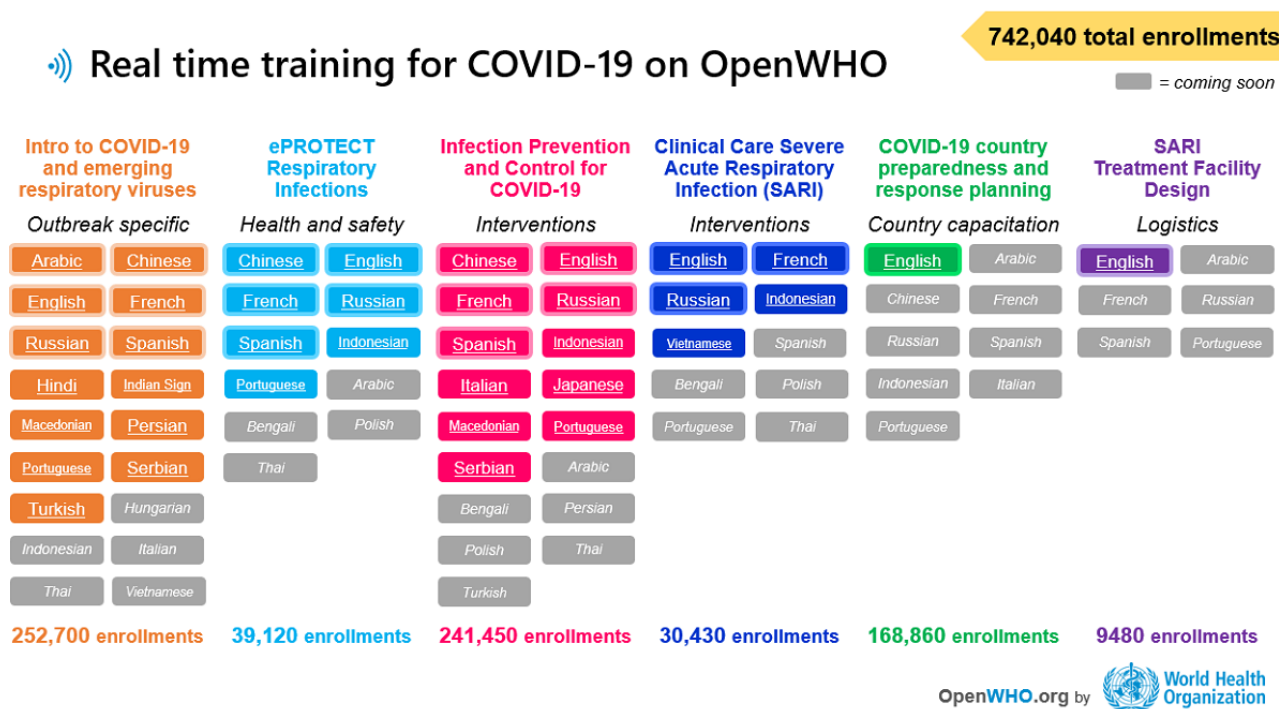 742,040 total enrollments
Real time training for COVID-19 on OpenWHO
= coming soon
Intro to COVID-19
and emerging
respiratory viruses
Outbreak specific
Arabic Chinese
English French
Russian Spanish
Hindi Indian Sign
Macedonian Persian
Portuguese Serbian
Turkish Hungarian
Indonesian Italian
Thai Vietnamese
252,700 enrollments
ePROTECT
Respiratory
Infections
Health and safety
Chinese English
French Russian
Spanish Indonesian
Portuguese Arabic
Bengali Polish
Thai
39,120 enrollments
Infection Prevention
and Control for
COVID-19
Interventions
Chinese English
French Russian
Spanish Indonesian
Italian Japanese
Macedonian Portuguese
Serbian Arabic
Bengali Persian
Polish Thai
Turkish
241,450 enrollments
Clinical Care Severe
Acute Respiratory
Infection (SARI)
Interventions
English French
Russian Indonesian
Vietnamese Spanish
Bengali Polish
Portuguese Thai
30,430 enrollments
COVID-19 country
preparedness and
response planning
Country capacitation
English Arabic
Chinese French
Russian Spanish
Indonesian Italian
Portuguese
168,860 enrollments
SARI
Treatment Facility
Design
Logistics
English Arabic
French Russian
Spanish Portuguese
9480 enrollments
OpenWHO.org by
World Health
Organization